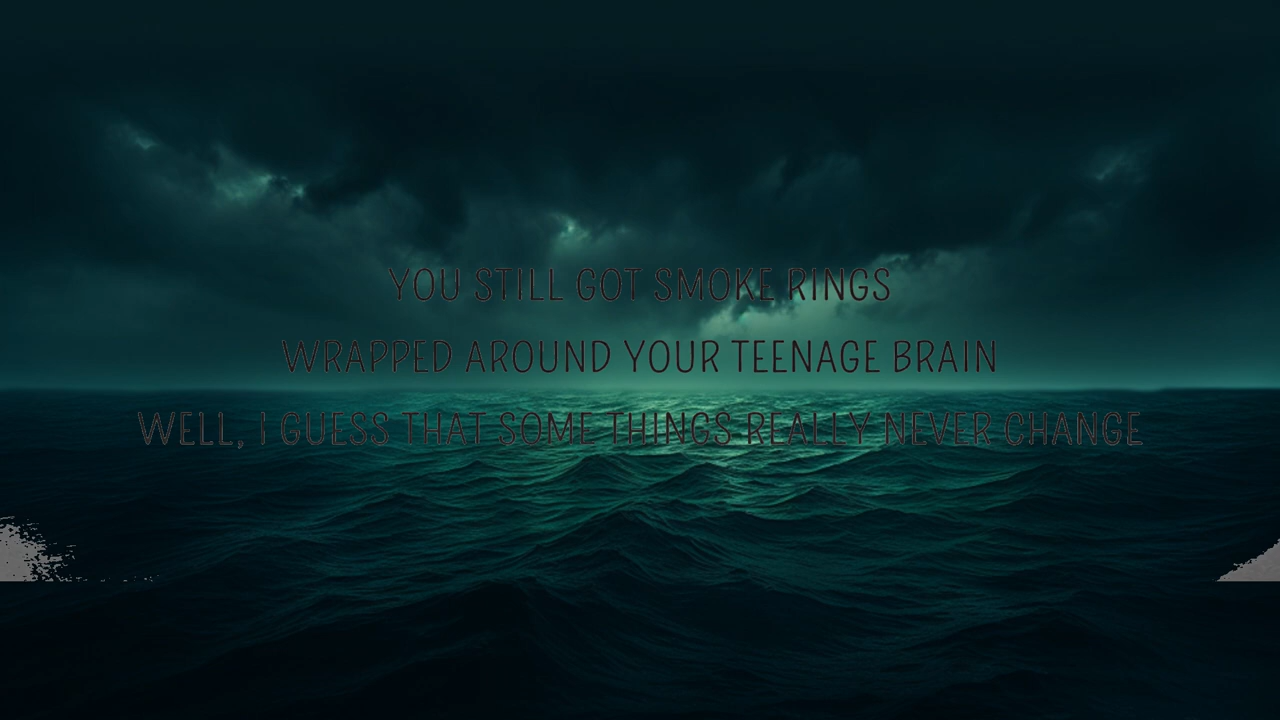 YOU STILL GOT SMOKE RINGS
WRAPPED AROUND YOUR TEENAGE BRAIN
WELL, I GUESS THAT SOME THINGS REALLY NEVER CHANGE